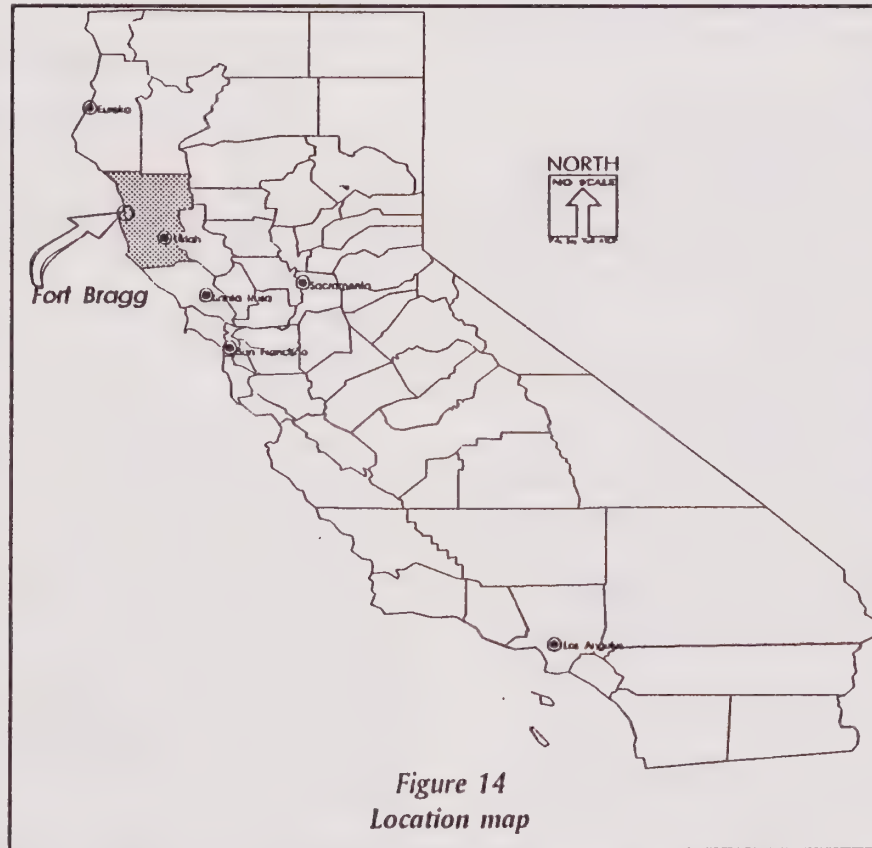 Eureka
NORTH
NO SCALE
Ukiah
Fort Bragg
Santa Rosa
Sacramento
San Francisco
Los Angeles
Figure 14
Location map